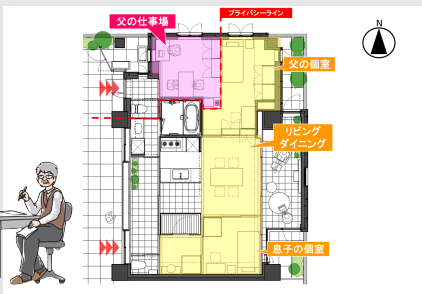 プライバシーライン
父の仕事場
N
父の個室
リビング
ダイニング
息子の個室